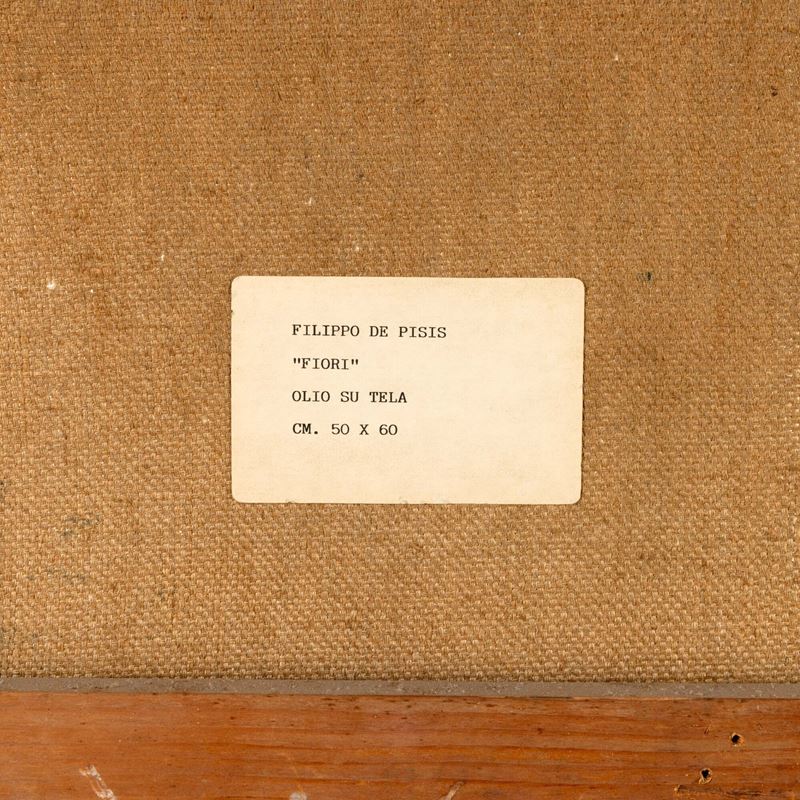 FILIPPO DE PISIS
"FIORI"
OLIO SU TELA
CM. 50 X 60